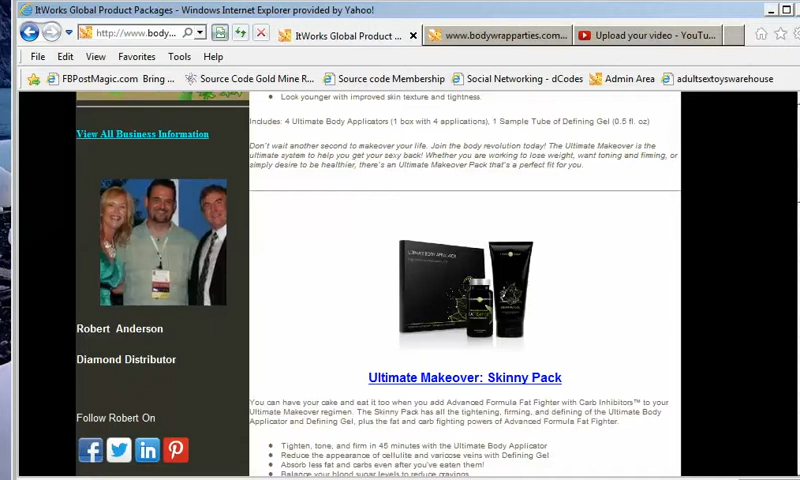 ItWorks Global Product Packages - Windows Internet Explorer provided by Yahoo!
http://www.body...
ItWorks Global Product ...
www.bodywrapparties.com...
Upload your video - YouTu...
File Edit View Favorites Tools Help
FBPostMagic.com Bring ... Source Code Gold Mine R... Source code Membership Social Networking - dCodes Admin Area adultsextoyswarehouse
Look younger with improved skin texture and tightness.
Includes: 4 Ultimate Body Applicators (1 box with 4 applications), 1 Sample Tube of Defining Gel (0.5 fl. oz)
View All Business Information
Don't wait another second to makeover your life. Join the body revolution today! The Ultimate Makeover is the
ultimate system to help you get your sexy back! Whether you are working to lose weight, want toning and firming, or
simply desire to be healthier, there's an Ultimate Makeover Pack that's a perfect fit for you.
Robert Anderson
Diamond Distributor
Ultimate Makeover: Skinny Pack
You can have your cake and eat it too when you add Advanced Formula Fat Fighter with Carb Inhibitors™ to your
Ultimate Makeover regimen. The Skinny Pack has all the tightening, firming, and defining of the Ultimate Body
Applicator and Defining Gel, plus the fat and carb fighting powers of Advanced Formula Fat Fighter.
Follow Robert On
Tighten, tone, and firm in 45 minutes with the Ultimate Body Applicator
Reduce the appearance of cellulite and varicose veins with Defining Gel
Absorb less fat and carbs even after you've eaten them!
Balance your blood sugar levels to reduce cravings